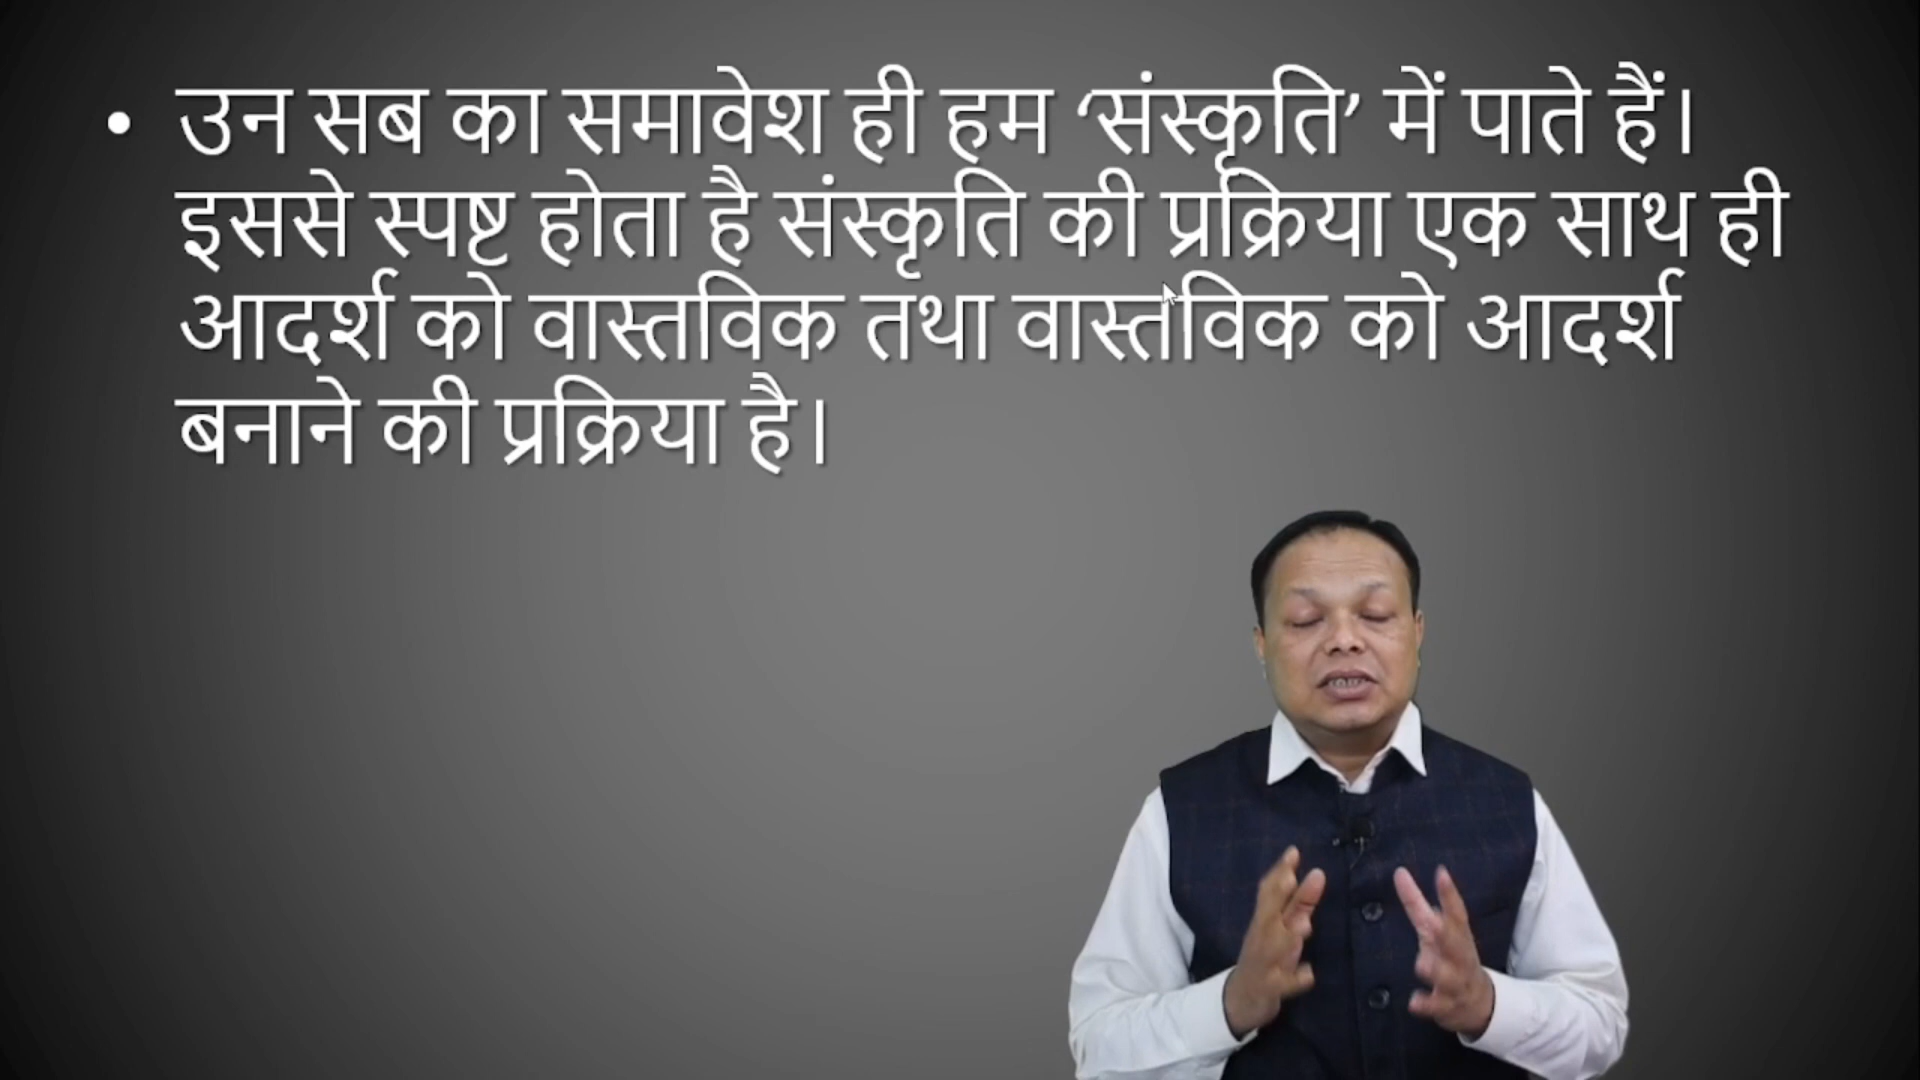 • उन सब का समावेश ही हम ‘संस्कृति’ में पाते हैं।
इससे स्पष्ट होता है संस्कृति की प्रक्रिया एक साथ ही
आदर्श को वास्तविक तथा वास्तविक को आदर्श
बनाने की प्रक्रिया है।